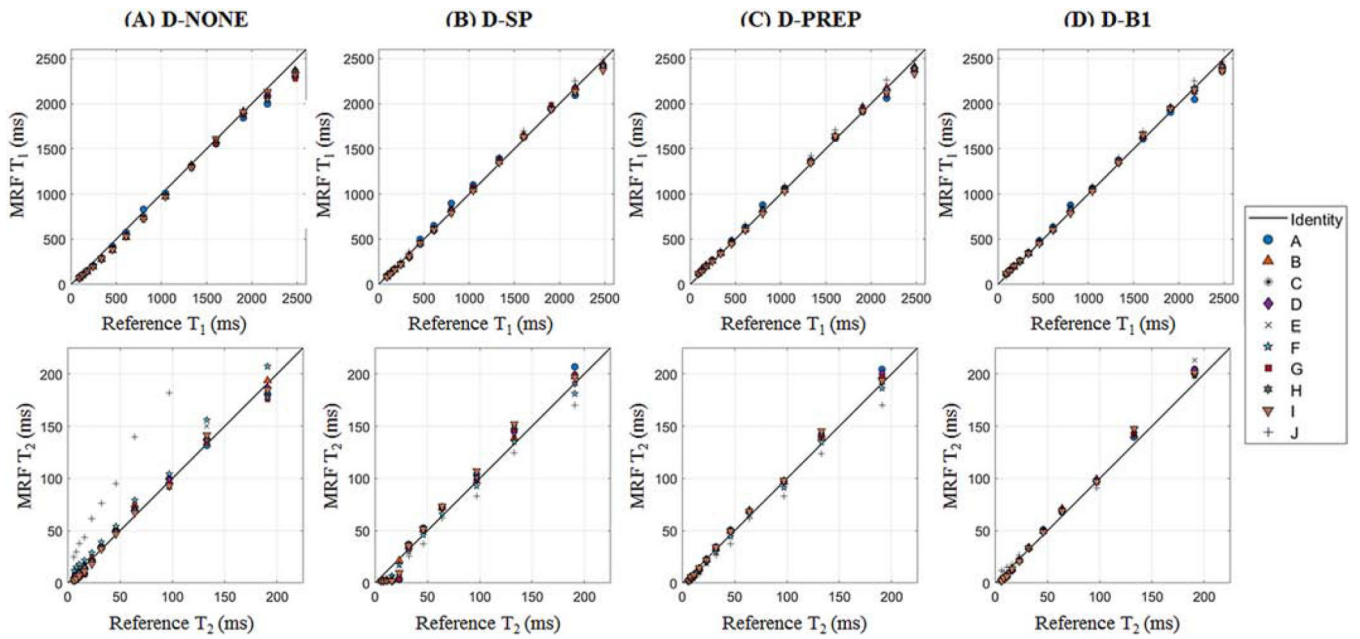 (A) D-NONE (B) D-SP (C) D-PREP (D) D-B1
2500 2500 2500 2500
2000 2000 2000 2000
1500 1500 1500 1500
1000 1000 1000 1000
500 500 500 500
0 0 0 0
MRF T1 (ms) MRF T1 (ms) MRF T1 (ms) MRF T1 (ms)
0 500 1000 1500 2000 2500 0 500 1000 1500 2000 2500 0 500 1000 1500 2000 2500 0 500 1000 1500 2000 2500
Reference T1 (ms) Reference T1 (ms) Reference T1 (ms) Reference T1 (ms)
200 200 200 200
150 150 150 150
100 100 100 100
50 50 50 50
0 0 0 0
MRF T2 (ms) MRF T2 (ms) MRF T2 (ms) MRF T2 (ms)
0 50 100 150 200 0 50 100 150 200 0 50 100 150 200 0 50 100 150 200
Reference T2 (ms) Reference T2 (ms) Reference T2 (ms) Reference T2 (ms)
Identity
A
B
C
D
E
F
G
H
I
J